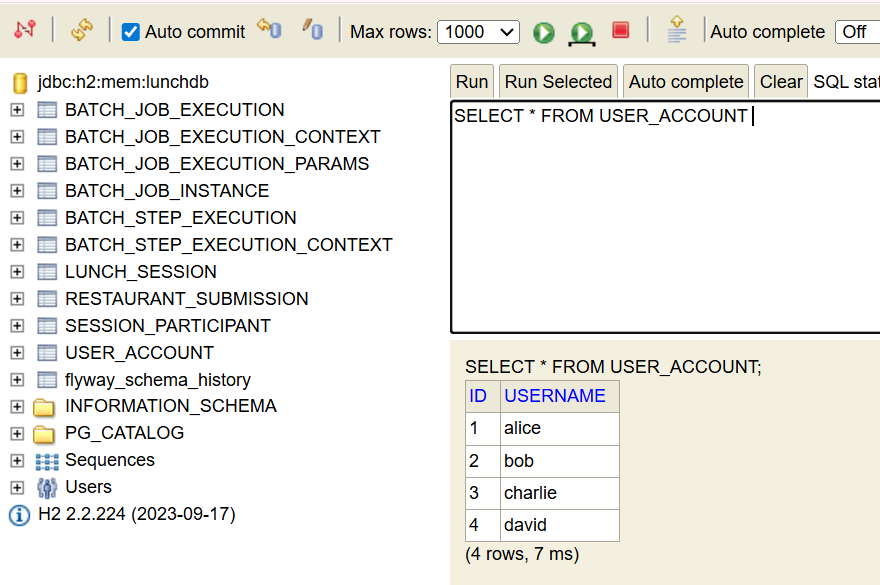 Auto commit Max rows: 1000 Auto complete Off
jdbc:h2:mem:lunchdb
BATCH_JOB_EXECUTION
BATCH_JOB_EXECUTION_CONTEXT
BATCH_JOB_EXECUTION_PARAMS
BATCH_JOB_INSTANCE
BATCH_STEP_EXECUTION
BATCH_STEP_EXECUTION_CONTEXT
LUNCH_SESSION
RESTAURANT_SUBMISSION
SESSION_PARTICIPANT
USER_ACCOUNT
flyway_schema_history
INFORMATION_SCHEMA
PG_CATALOG
Sequences
Users
H2 2.2.224 (2023-09-17)
Run Run Selected Auto complete Clear SQL stat
SELECT * FROM USER_ACCOUNT
SELECT * FROM USER_ACCOUNT;
ID USERNAME
1 alice
2 bob
3 charlie
4 david
(4 rows, 7 ms)